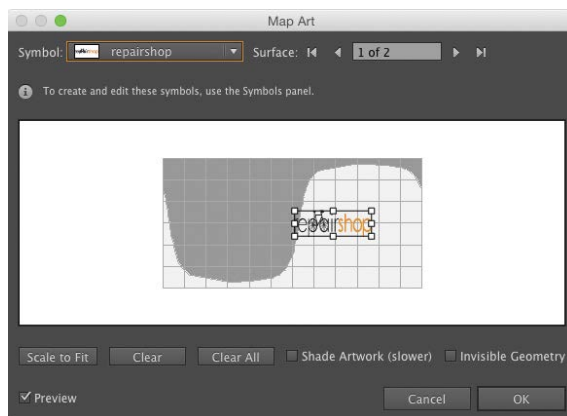 Map Art
Symbol: repairshop Surface: 1 of 2
To create and edit these symbols, use the Symbols panel.
repairshop
Scale to Fit Clear Clear All Shade Artwork (slower) Invisible Geometry
Preview Cancel OK